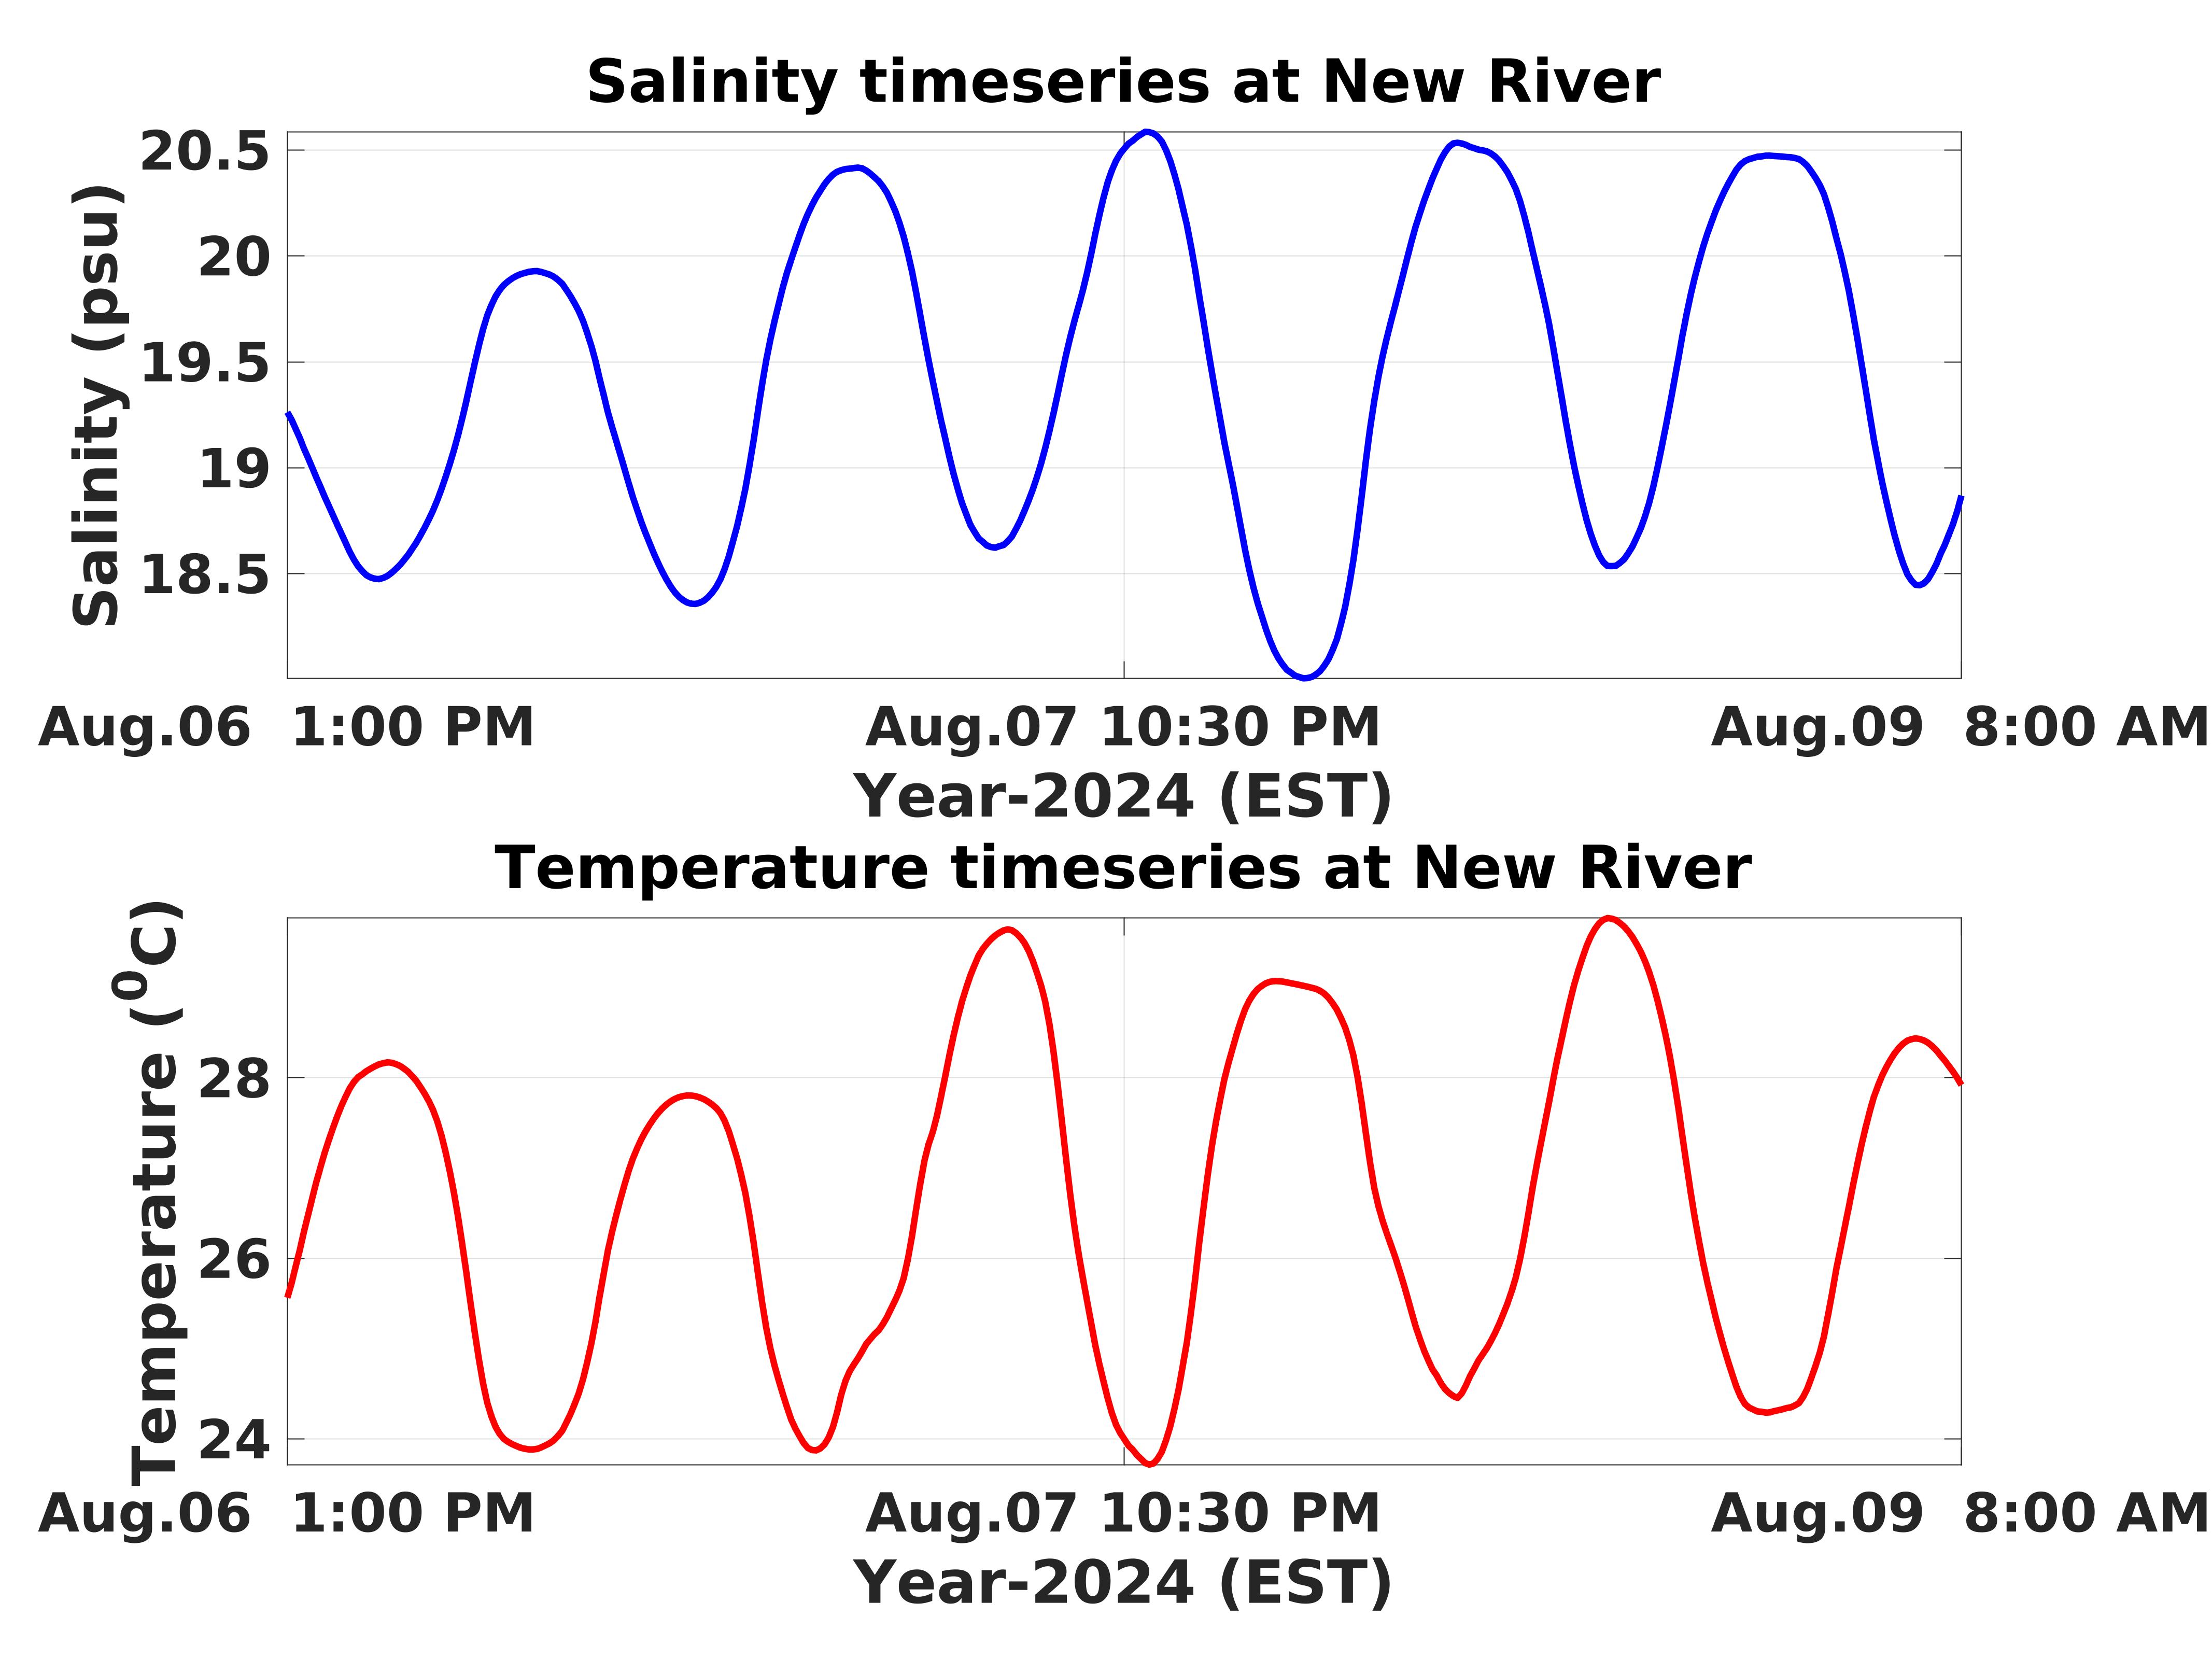 Salinity timeseries at New River
Salinity (psu)
20.5
20
19.5
19
18.5
Aug.06 1:00 PM
Aug.07 10:30 PM
Aug.09 8:00 AM
Year-2024 (EST)
Temperature timeseries at New River
Temperature (⁰C)
28
26
24
Aug.06 1:00 PM
Aug.07 10:30 PM
Aug.09 8:00 AM
Year-2024 (EST)